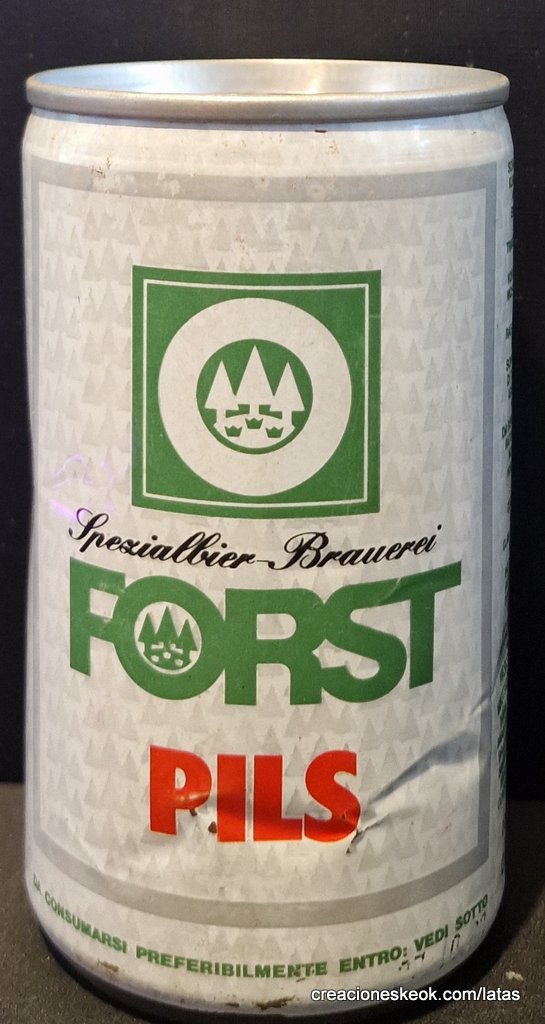 Spezialbier-Brauerei
FORST
PILS
DA CONSUMARSI PREFERIBILMENTE ENTRO: VEDI SOTTO
creacioneskeok.com/latas